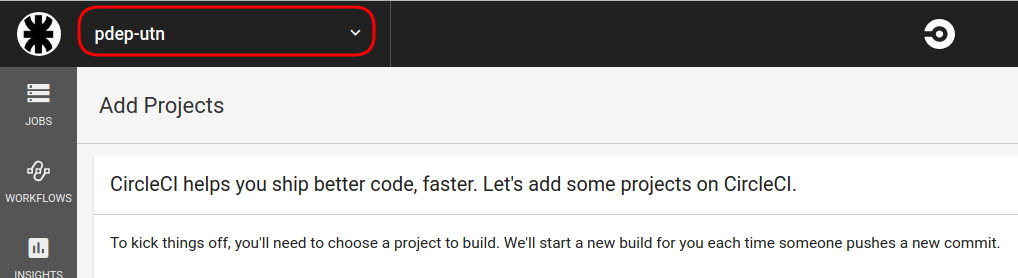 pdep-utn
JOBS
WORKFLOWS
INSIGHTS
Add Projects
CircleCI helps you ship better code, faster. Let's add some projects on CircleCI.
To kick things off, you'll need to choose a project to build. We'll start a new build for you each time someone pushes a new commit.